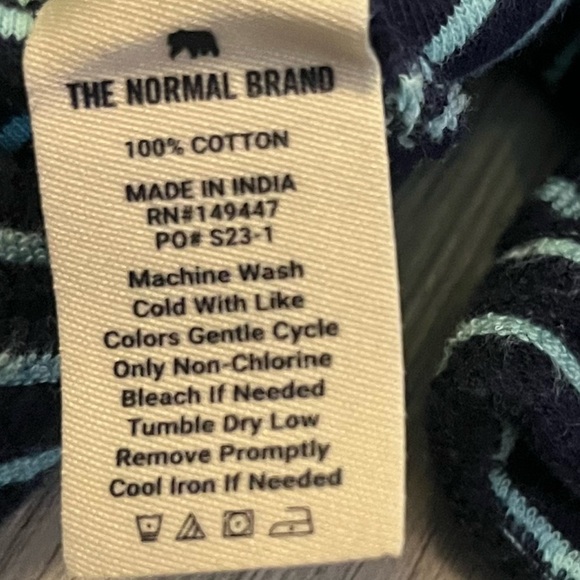 THE NORMAL BRAND
100% COTTON
MADE IN INDIA
RN#149447
PO# S23-1
Machine Wash
Cold With Like
Colors Gentle Cycle
Only Non-Chlorine
Bleach If Needed
Tumble Dry Low
Remove Promptly
Cool Iron If Needed